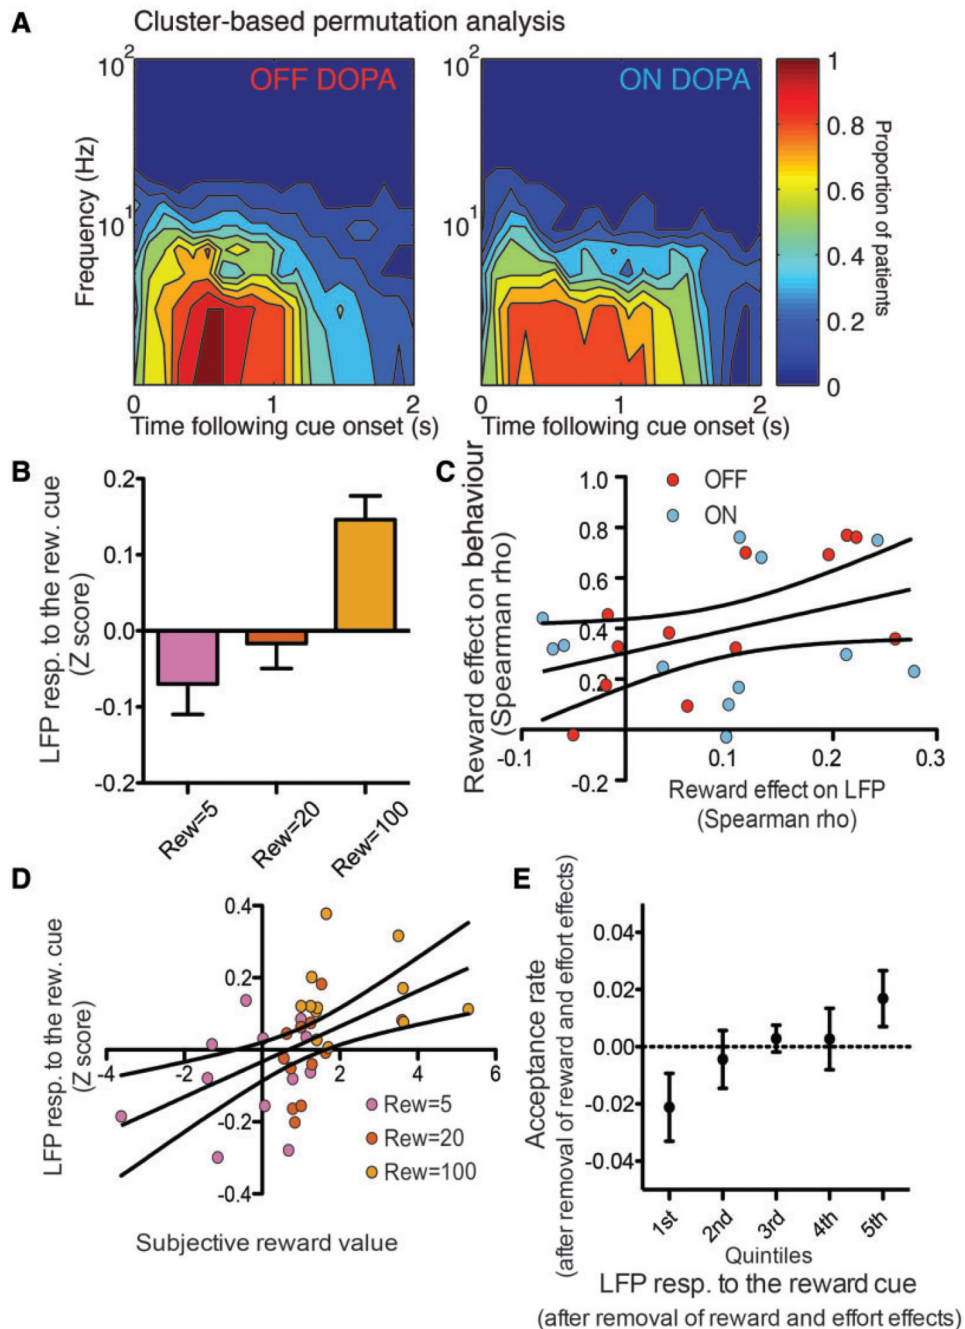 A Cluster-based permutation analysis
10² OFF DOPA
10² ON DOPA
1
0.8
0.6
0.4
0.2
0
Proportion of patients
Frequency (Hz)
10¹
10¹
0 1 2
0 1 2
Time following cue onset (s)
Time following cue onset (s)
B
LFP resp. to the rew. cue
(Z score)
0.2
0.1
0.0
-0.1
-0.2
Rew=5
Rew=20
Rew=100
C
Reward effect on behaviour
(Spearman rho)
OFF
ON
1.0
0.8
0.6
0.4
0.2
-0.2
-0.1 0.1 0.2 0.3
Reward effect on LFP
(Spearman rho)
D
LFP resp. to the rew. cue
(Z score)
0.4
0.2
-0.2
-0.4
-4 -2 2 4 6
Rew=5
Rew=20
Rew=100
Subjective reward value
E
Acceptance rate
(after removal of reward and effort effects)
0.04
0.02
0.00
-0.02
-0.04
1st
2nd
3rd
4th
5th
Quintiles
LFP resp. to the reward cue
(after removal of reward and effort effects)